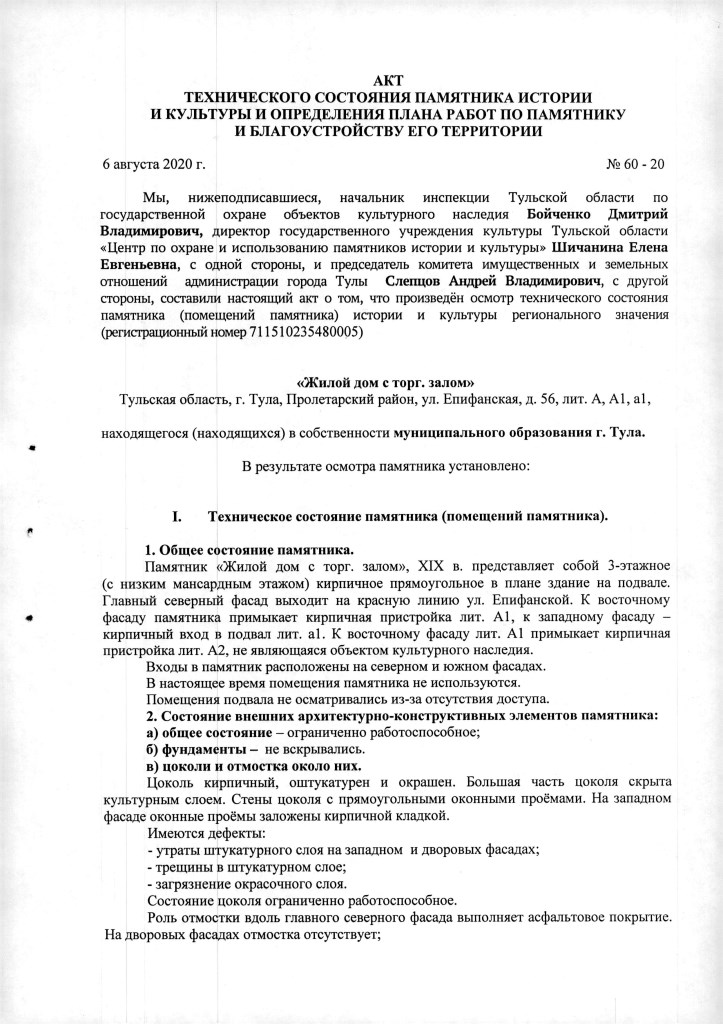 АКТ
ТЕХНИЧЕСКОГО СОСТОЯНИЯ ПАМЯТНИКА ИСТОРИИ
И КУЛЬТУРЫ И ОПРЕДЕЛЕНИЯ ПЛАНА РАБОТ ПО ПАМЯТНИКУ
И БЛАГОУСТРОЙСТВУ ЕГО ТЕРРИТОРИИ
6 августа 2020 г. № 60 - 20
Мы, нижеподписавшиеся, начальник инспекции Тульской области по
государственной охране объектов культурного наследия Бойченко Дмитрий
Владимирович, директор государственного учреждения культуры Тульской области
«Центр по охране и использованию памятников истории и культуры» Шичанина Елена
Евгеньевна, с одной стороны, и председатель комитета имущественных и земельных
отношений администрации города Тулы Слепцов Андрей Владимирович, с другой
стороны, составили настоящий акт о том, что произведён осмотр технического состояния
памятника (помещений памятника) истории и культуры регионального значения
(регистрационный номер 711510235480005)
«Жилой дом с торг. залом»
Тульская область, г. Тула, Пролетарский район, ул. Епифанская, д. 56, лит. А, А1, а1,
находящегося (находящихся) в собственности муниципального образования г. Тула.
В результате осмотра памятника установлено:
I. Техническое состояние памятника (помещений памятника).
1. Общее состояние памятника.
Памятник «Жилой дом с торг. залом», XIX в. представляет собой 3-этажное
(с низким мансардным этажом) кирпичное прямоугольное в плане здание на подвале.
Главный северный фасад выходит на красную линию ул. Епифанской. К восточному
фасаду памятника примыкает кирпичная пристройка лит. А1, к западному фасаду –
кирпичный вход в подвал лит. а1. К восточному фасаду лит. А1 примыкает кирпичная
пристройка лит. А2, не являющаяся объектом культурного наследия.
Входы в памятник расположены на северном и южном фасадах.
В настоящее время помещения памятника не используются.
Помещения подвала не осматривались из-за отсутствия доступа.
2. Состояние внешних архитектурно-конструктивных элементов памятника:
а) общее состояние – ограниченно работоспособное;
б) фундаменты – не вскрывались.
в) цоколи и отмостка около них.
Цоколь кирпичный, оштукатурен и окрашен. Большая часть цоколя скрыта
культурным слоем. Стены цоколя с прямоугольными оконными проёмами. На западном
фасаде оконные проёмы заложены кирпичной кладкой.
Имеются дефекты:
- утраты штукатурного слоя на западном и дворовых фасадах;
- трещины в штукатурном слое;
- загрязнение окрасочного слоя.
Состояние цоколя ограниченно работоспособное.
Роль отмостки вдоль главного северного фасада выполняет асфальтовое покрытие.
На дворовых фасадах отмостка отсутствует;